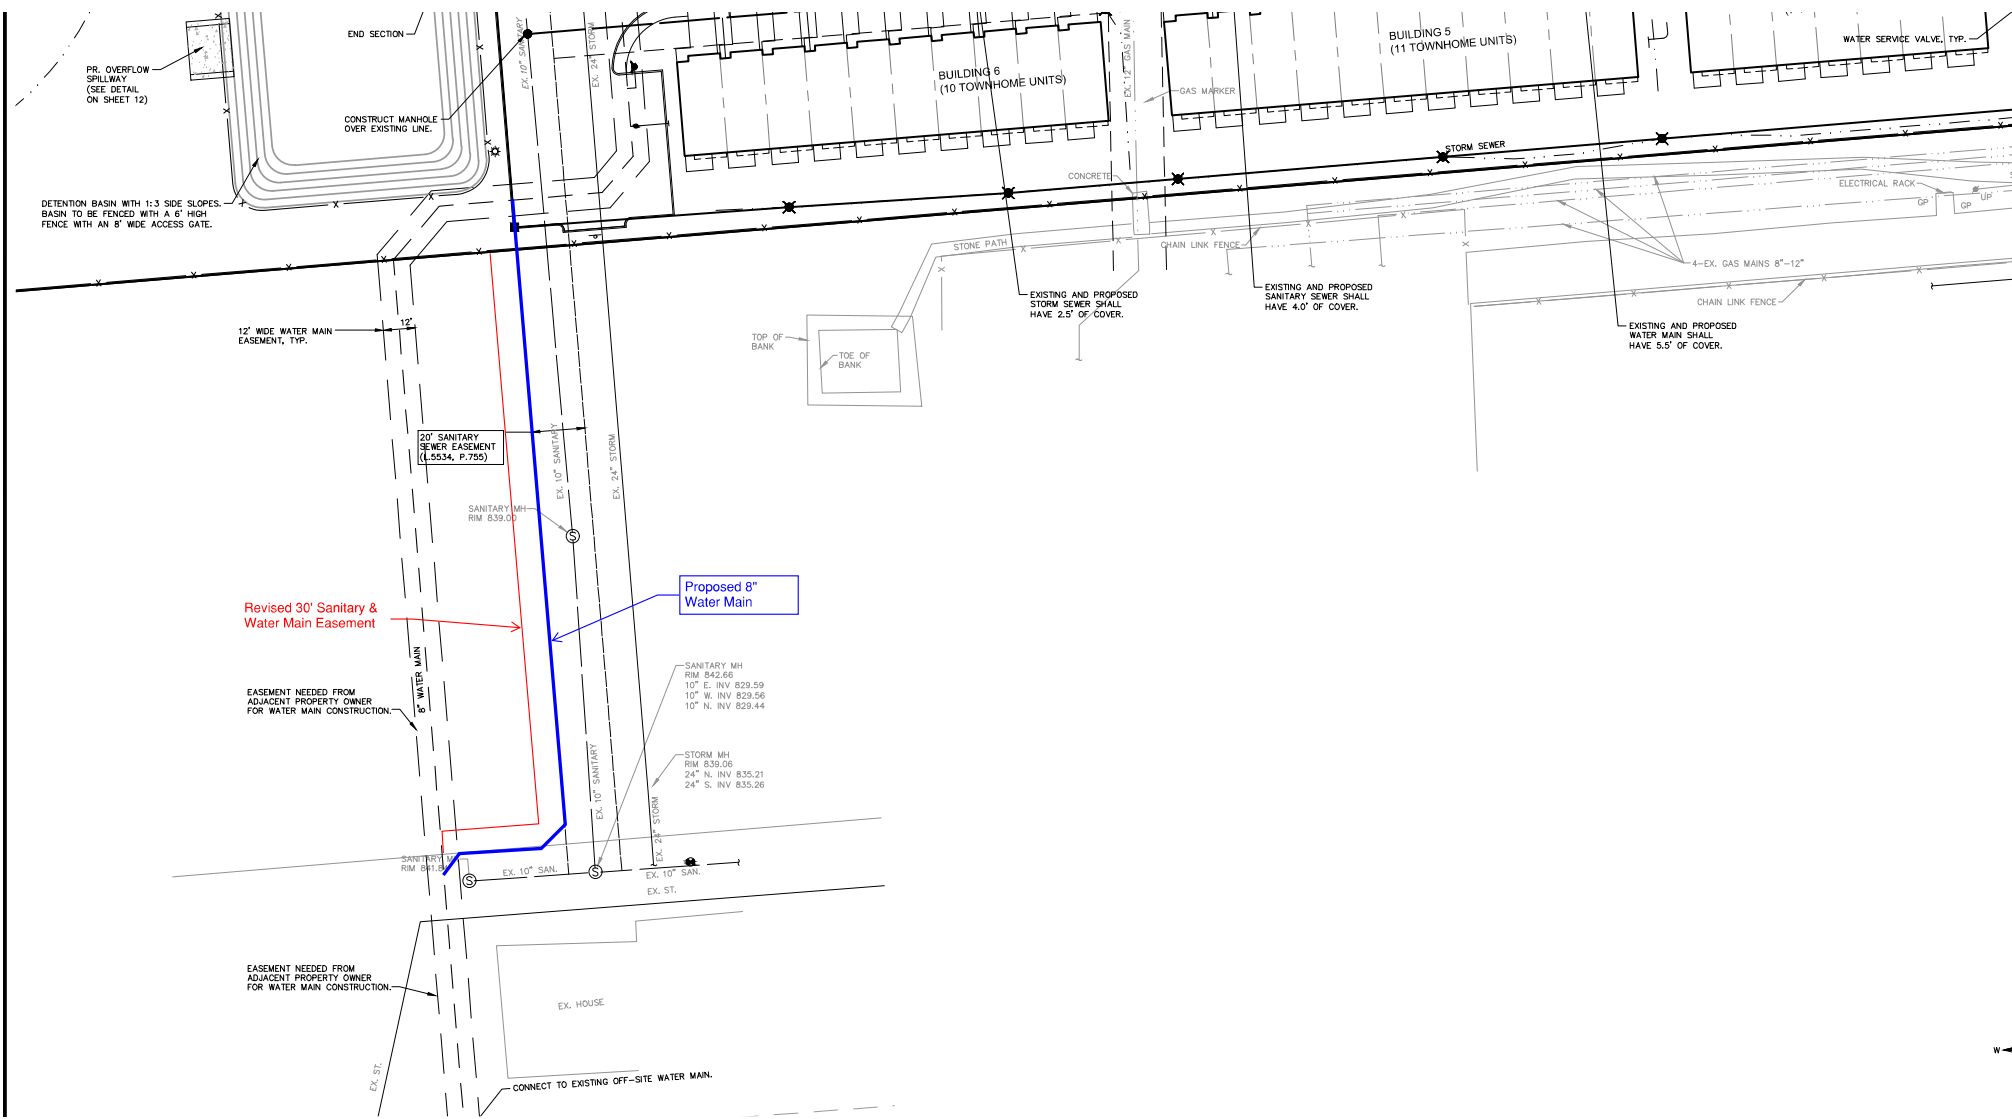 END SECTION
PR. OVERFLOW
SPILLWAY
(SEE DETAIL
ON SHEET 12)
CONSTRUCT MANHOLE
OVER EXISTING LINE.
EX. 10" SANITARY
EX. 24" STORM
BUILDING 6
(10 TOWNHOME UNITS)
EX. 12" GAS MAIN
GAS MARKER
BUILDING 5
(11 TOWNHOME UNITS)
WATER SERVICE VALVE, TYP.
STORM SEWER
CONCRETE
ELECTRICAL RACK
GP
GP
UP
DETENTION BASIN WITH 1:3 SIDE SLOPES.
BASIN TO BE FENCED WITH A 6' HIGH
FENCE WITH AN 8' WIDE ACCESS GATE.
STONE PATH
CHAIN LINK FENCE
4-EX. GAS MAINS 8"-12"
CHAIN LINK FENCE
EXISTING AND PROPOSED
STORM SEWER SHALL
HAVE 2.5' OF COVER.
EXISTING AND PROPOSED
SANITARY SEWER SHALL
HAVE 4.0' OF COVER.
EXISTING AND PROPOSED
WATER MAIN SHALL
HAVE 5.5' OF COVER.
12' WIDE WATER MAIN
EASEMENT, TYP.
12'
TOP OF
BANK
TOE OF
BANK
20' SANITARY
SEWER EASEMENT
(L.5534, P.755)
EX. 10" SANITARY
EX. 24" STORM
SANITARY MH
RIM 839.00
Proposed 8"
Water Main
Revised 30' Sanitary &
Water Main Easement
8" WATER MAIN
EASEMENT NEEDED FROM
ADJACENT PROPERTY OWNER
FOR WATER MAIN CONSTRUCTION.
SANITARY MH
RIM 842.66
10" E. INV 829.59
10" W. INV 829.56
10" N. INV 829.44
STORM MH
RIM 839.06
24" N. INV 835.21
24" S. INV 835.26
EX. 10" SANITARY
EX. 24" STORM
SANITARY
EX. 10" SAN.
EX. 10" SAN.
EX. ST.
EASEMENT NEEDED FROM
ADJACENT PROPERTY OWNER
FOR WATER MAIN CONSTRUCTION.
EX. HOUSE
EX. ST.
CONNECT TO EXISTING OFF-SITE WATER MAIN.
W